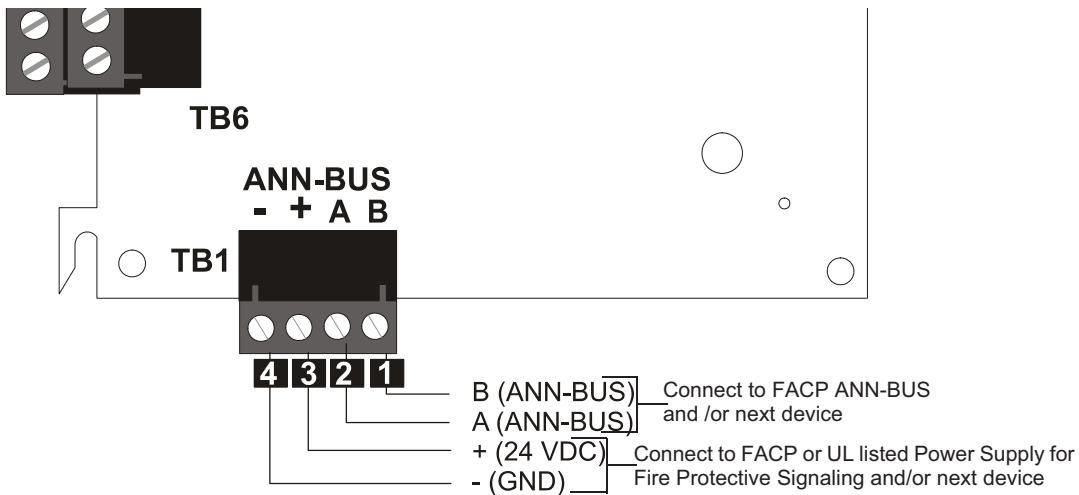 TB6
ANN-BUS
- + A B
TB1
4 3 2 1
B (ANN-BUS)
A (ANN-BUS)
Connect to FACP ANN-BUS
and /or next device
+ (24 VDC)
- (GND)
Connect to FACP or UL listed Power Supply for
Fire Protective Signaling and/or next device